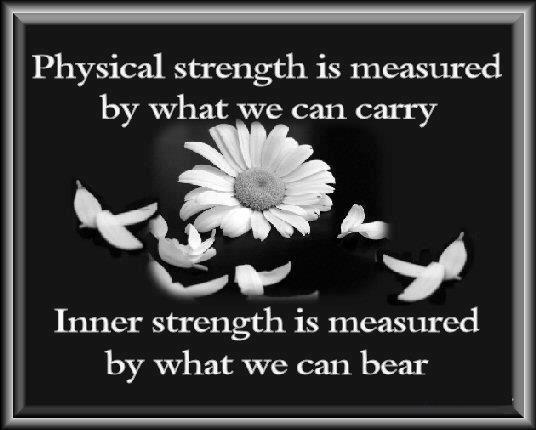 Physical strength is measured
by what we can carry
Inner strength is measured
by what we can bear